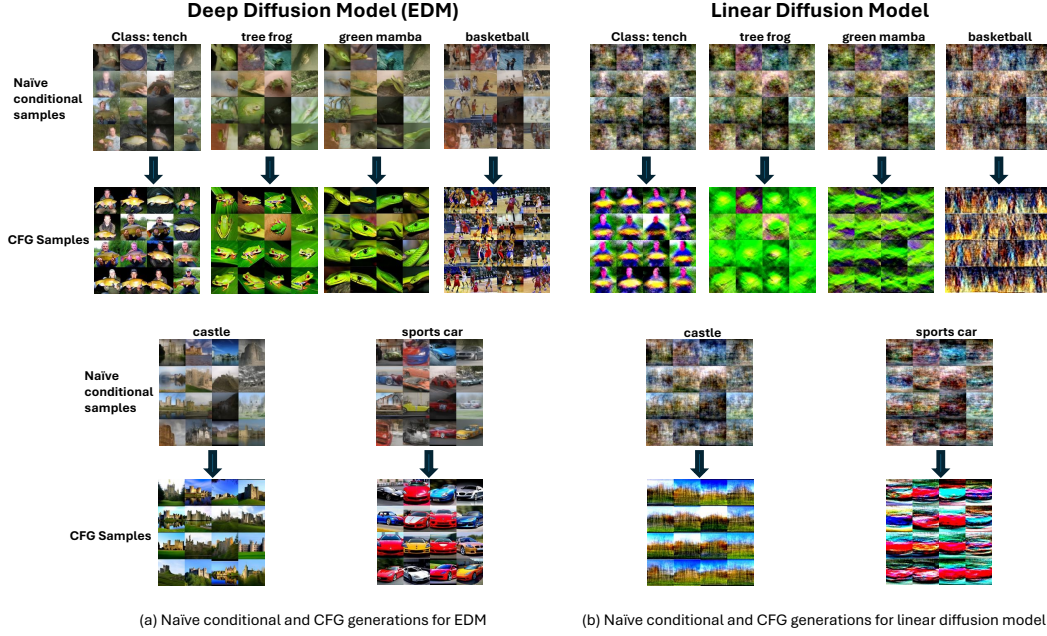 Deep Diffusion Model (EDM)
Linear Diffusion Model
Class: tench
tree frog
green mamba
basketball
Class: tench
tree frog
green mamba
basketball
Naïve
conditional
samples
CFG Samples
castle
sports car
castle
sports car
Naïve
conditional
samples
CFG Samples
(a) Naïve conditional and CFG generations for EDM
(b) Naïve conditional and CFG generations for linear diffusion model